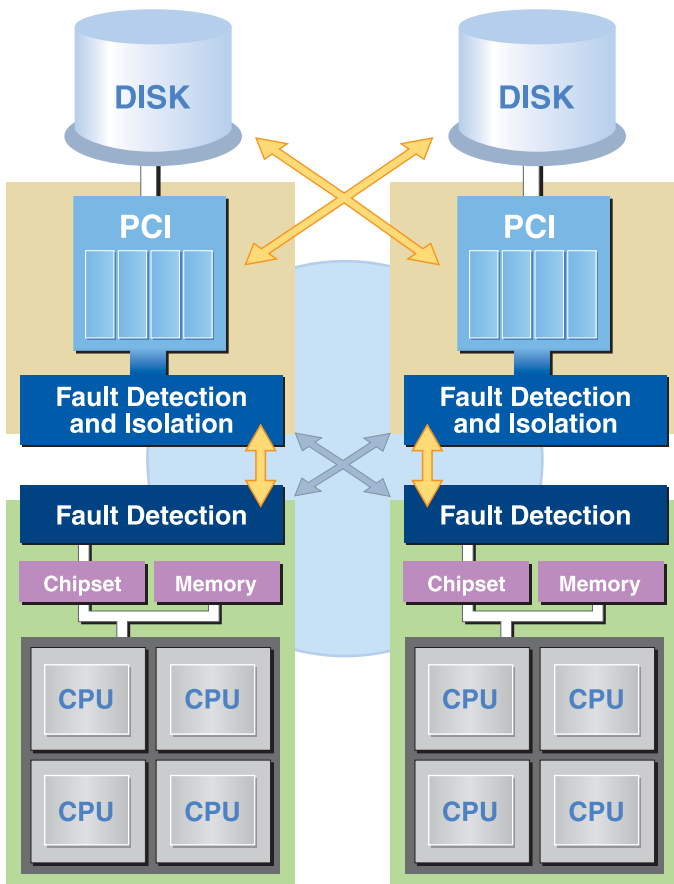 DISK
DISK
PCI
PCI
Fault Detection
and Isolation
Fault Detection
and Isolation
Fault Detection
Fault Detection
Chipset
Memory
Chipset
Memory
CPU
CPU
CPU
CPU
CPU
CPU
CPU
CPU